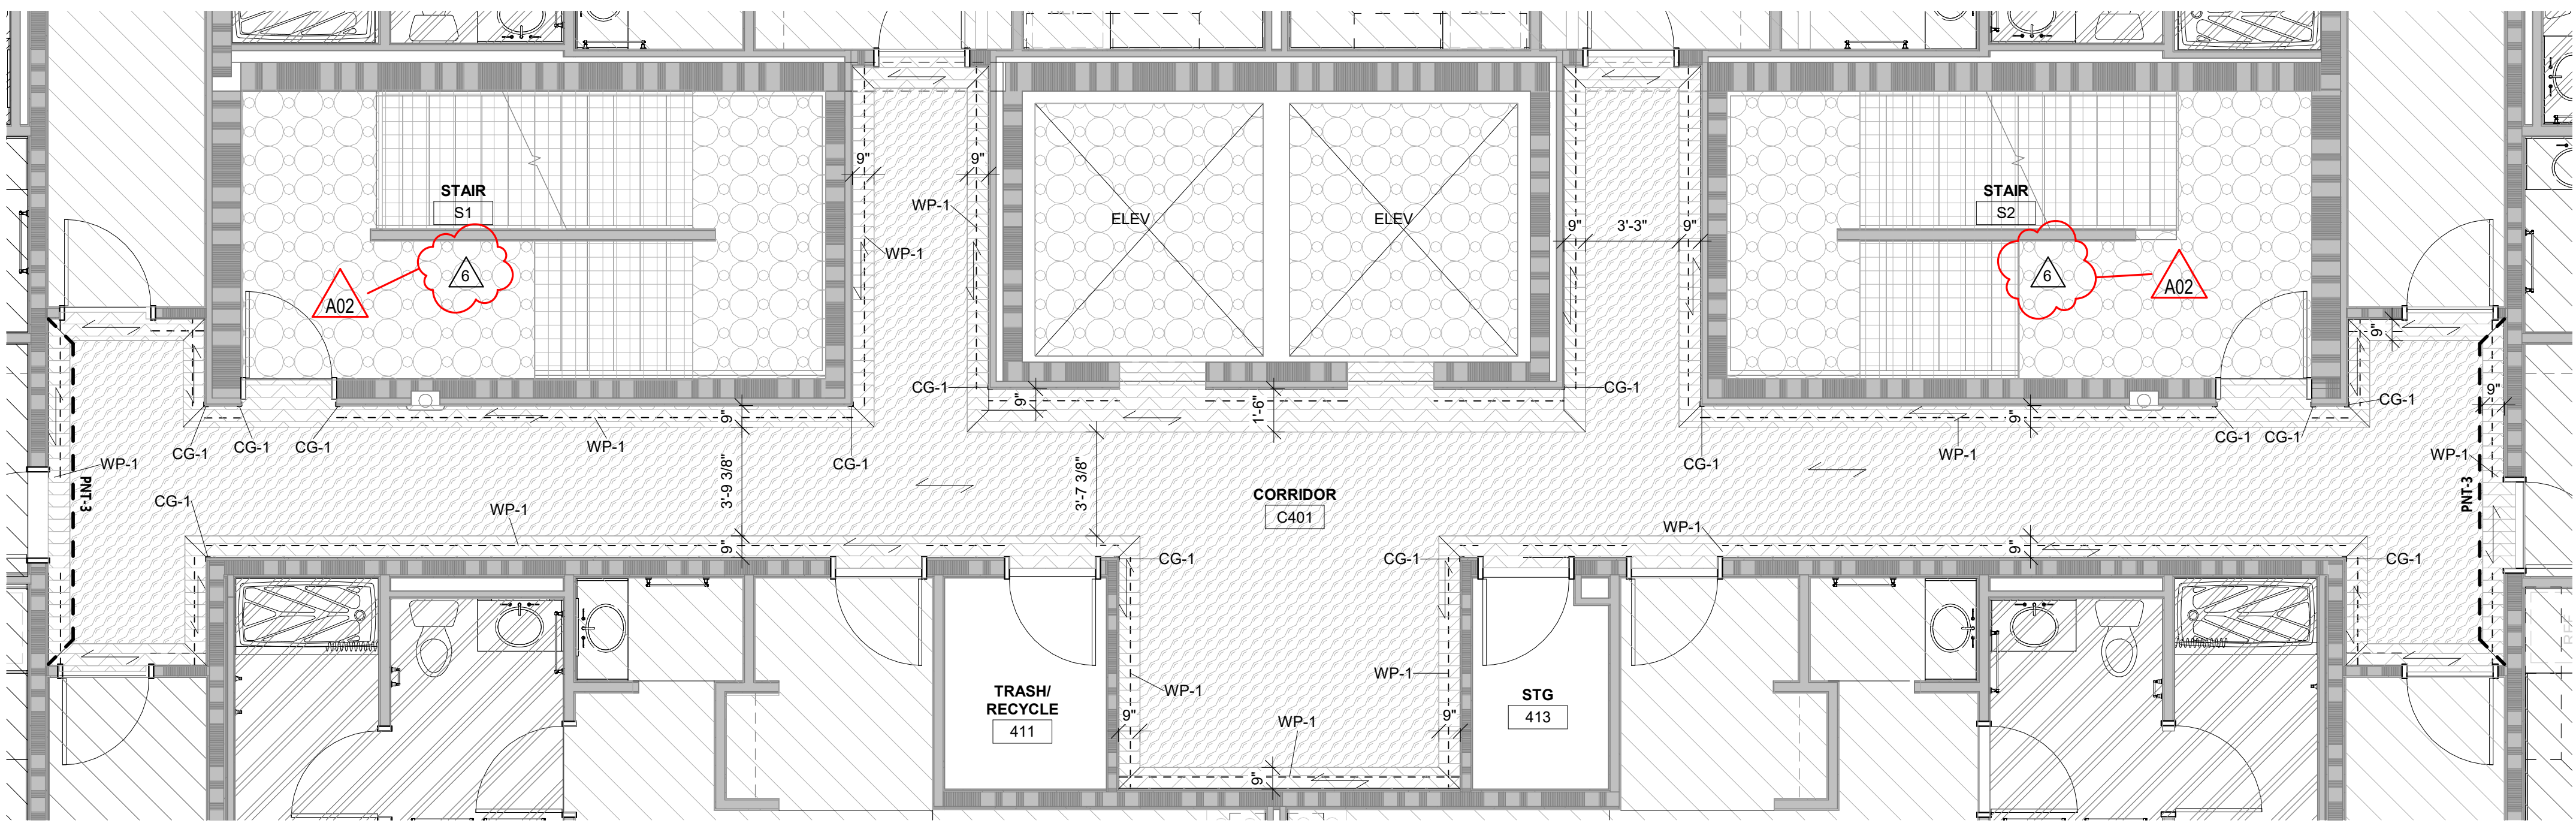 STAIR
S1
6
A02
9"
9"
WP-1
WP-1
ELEV
ELEV
9"
3'-3"
9"
STAIR
S2
6
A02
9"
9"
CG-1
CG-1
CG-1
CG-1
CG-1
CG-1
WP-1
9"
CG-1
9"
1'-6"
CG-1
WP-1
9"
CG-1
CG-1
WP-1
PNT-3
CG-1
WP-1
3'-9 3/8"
9"
3'-7 3/8"
CORRIDOR
C401
WP-1
9"
WP-1
PNT-3
CG-1
CG-1
CG-1
WP-1
WP-1
TRASH/
RECYCLE
411
9"
WP-1
9"
9"
STG
413